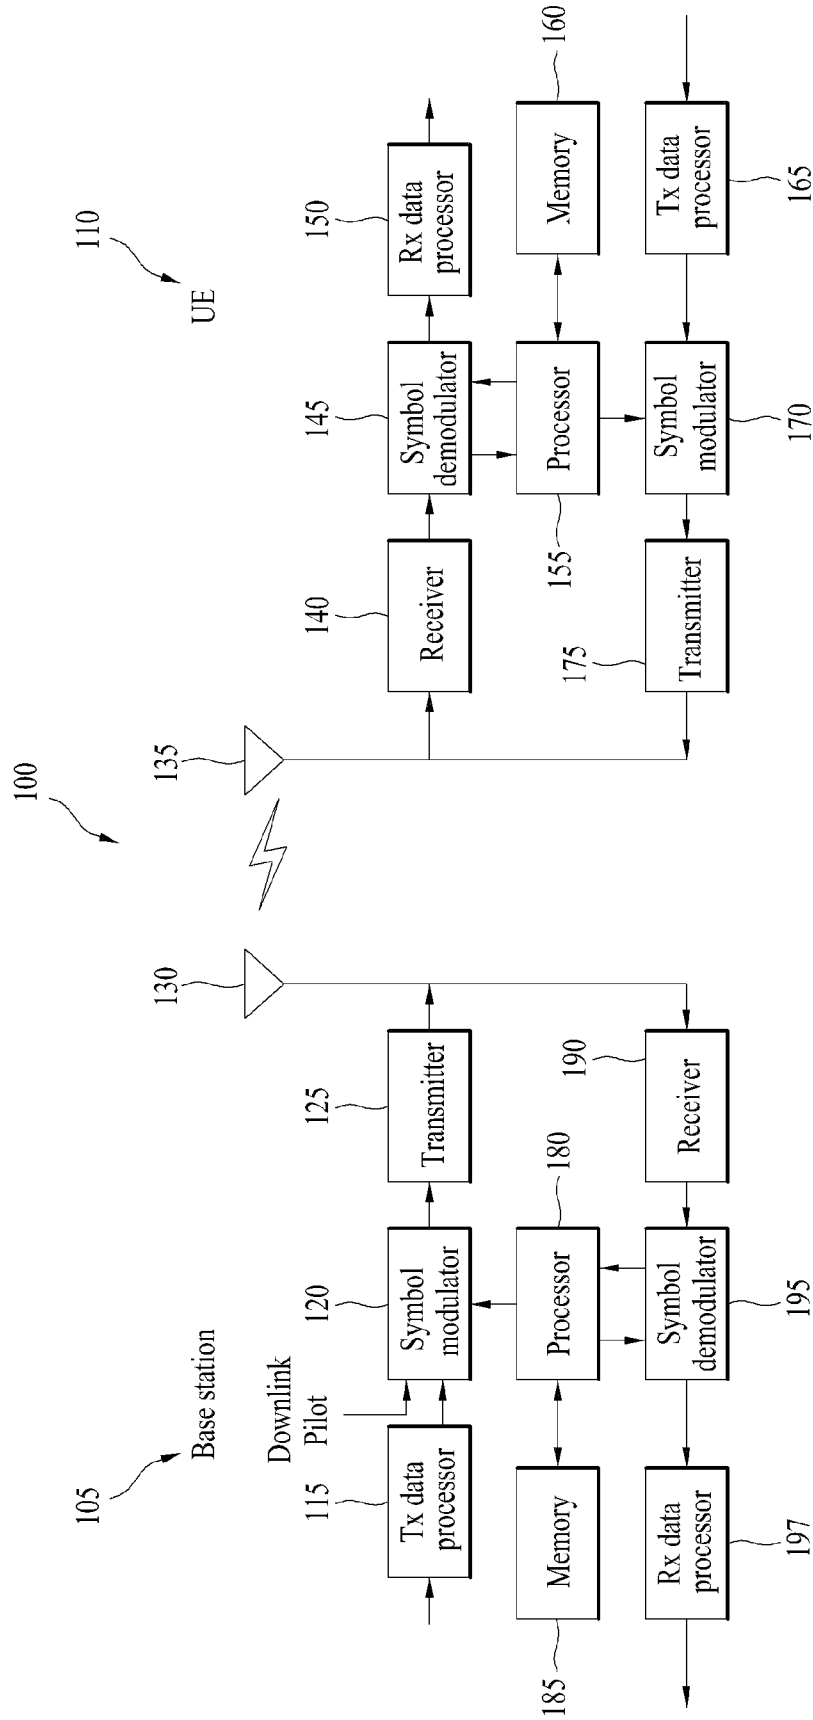 100
105
Base station
110
UE
130
135
Downlink
Pilot
115
Tx data
processor
120
Symbol
modulator
125
Transmitter
140
Receiver
145
Symbol
demodulator
150
Rx data
processor
185
Memory
180
Processor
155
Processor
160
Memory
197
Rx data
processor
195
Symbol
demodulator
190
Receiver
175
Transmitter
170
Symbol
modulator
165
Tx data
processor